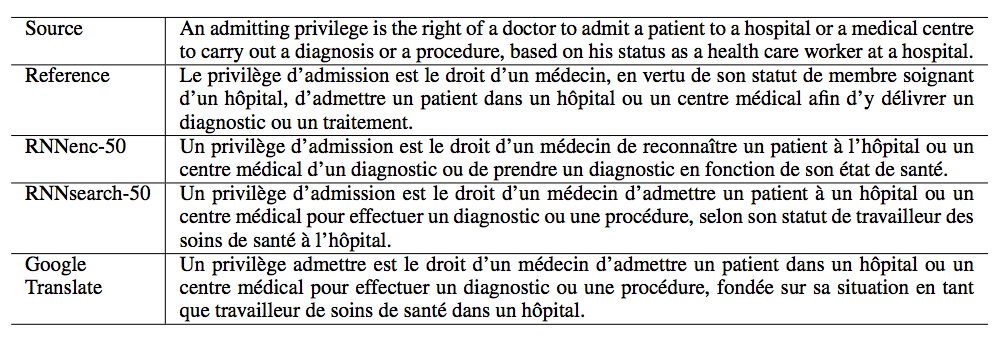 Source An admitting privilege is the right of a doctor to admit a patient to a hospital or a medical centre
to carry out a diagnosis or a procedure, based on his status as a health care worker at a hospital.
Reference Le privilège d’admission est le droit d’un médecin, en vertu de son statut de membre soignant
d’un hôpital, d’admettre un patient dans un hôpital ou un centre médical afin d’y délivrer un
diagnostic ou un traitement.
RNNenc-50 Un privilège d’admission est le droit d’un médecin de reconnaître un patient à l’hôpital ou un
centre médical d’un diagnostic ou de prendre un diagnostic en fonction de son état de santé.
RNNsearch-50 Un privilège d’admission est le droit d’un médecin d’admettre un patient à un hôpital ou un
centre médical pour effectuer un diagnostic ou une procédure, selon son statut de travailleur des
soins de santé à l’hôpital.
Google Un privilège admettre est le droit d’un médecin d’admettre un patient dans un hôpital ou un
Translate centre médical pour effectuer un diagnostic ou une procédure, fondée sur sa situation en tant
que travailleur de soins de santé dans un hôpital.